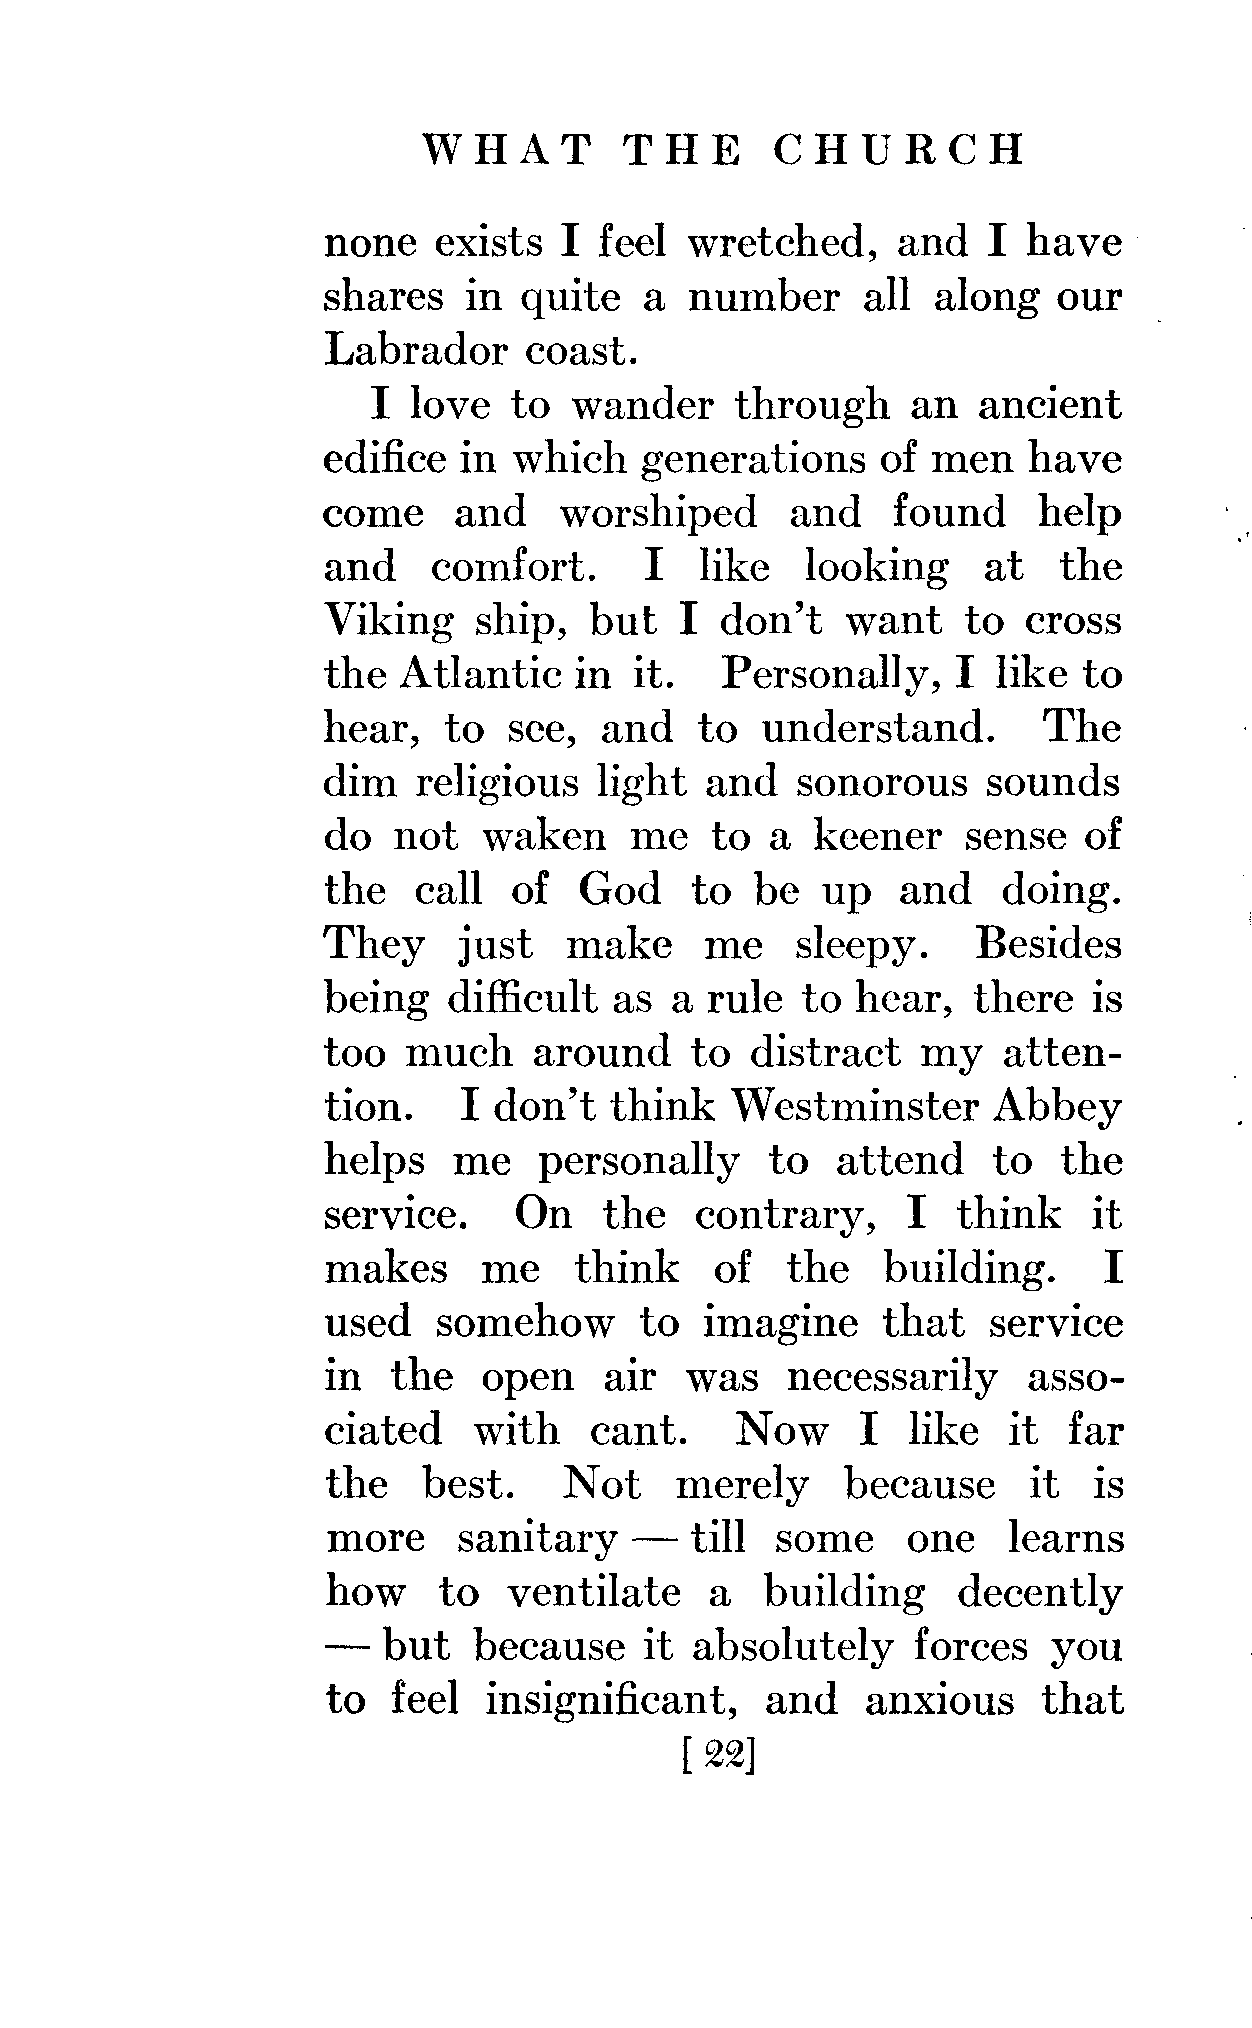 WHAT THE CHURCH
none exists I feel wretched, and I have
shares in quite a number all along our
Labrador coast.
I love to wander through an ancient
edifice in which generations of men have
come and worshiped and found help
and comfort. I like looking at the
Viking ship, but I don't want to cross
the Atlantic in it. Personally, I like to
hear, to see, and to understand. The
dim religious light and sonorous sounds
do not waken me to a keener sense of
the call of God to be up and doing.
They just make me sleepy. Besides
being difficult as a rule to hear, there is
too much around to distract my atten-
tion. I don't think Westminster Abbey
helps me personally to attend to the
service. On the contrary, I think it
makes me think of the building. I
used somehow to imagine that service
in the open air was necessarily asso-
ciated with cant. Now I like it far
the best. Not merely because it is
more sanitary — till some one learns
how to ventilate a building decently
— but because it absolutely forces you
to feel insignificant, and anxious that
[ 22]